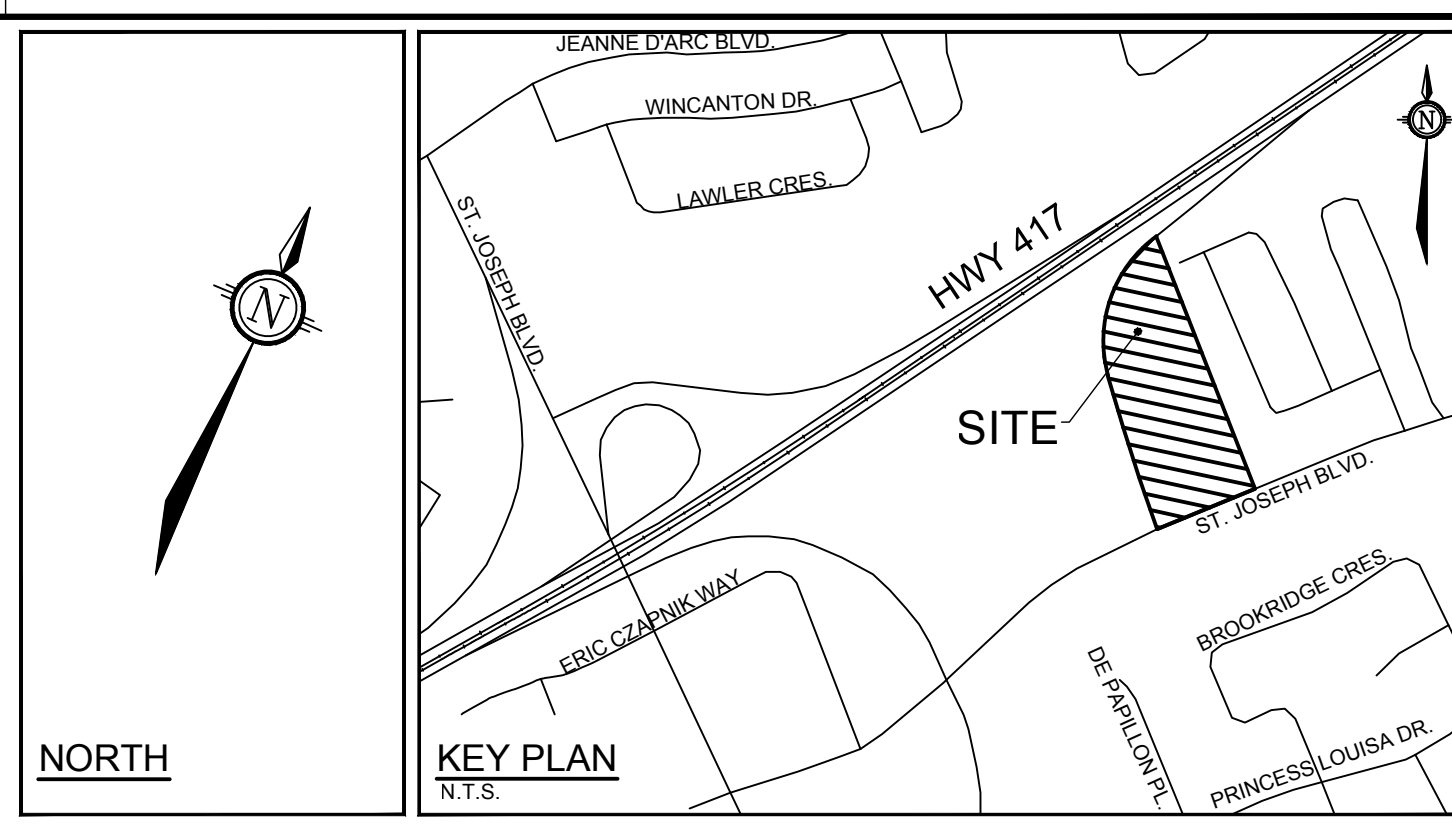 N
NORTH
JEANNE D'ARC BLVD.
WINCANTON DR.
LAWLER CRES.
ST. JOSEPH BLVD.
HWY 417
N
SITE
ST. JOSEPH BLVD.
ERIC CZAPNIK WAY
BROOKRIDGE CRES.
DE PAPILLON PL.
PRINCESS LOUISA DR.
KEY PLAN
N.T.S.